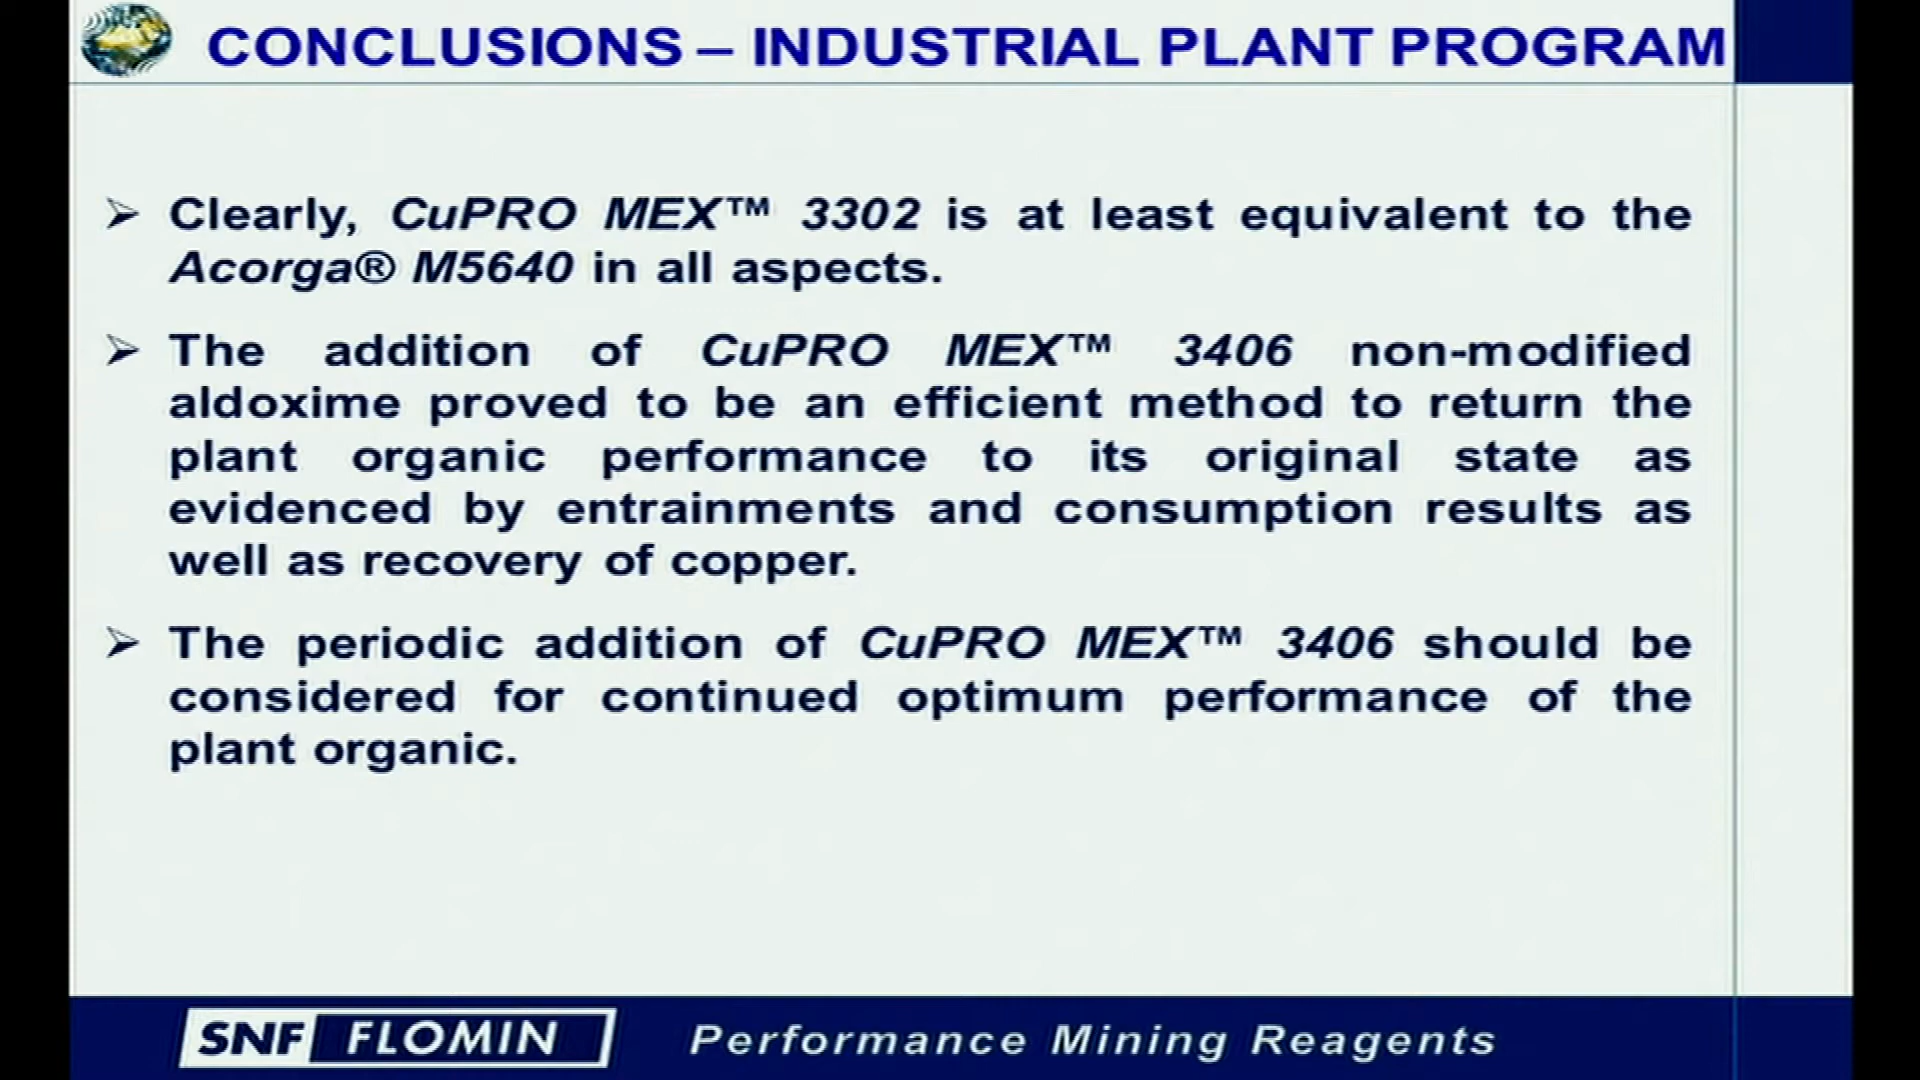 CONCLUSIONS – INDUSTRIAL PLANT PROGRAM
➢ Clearly, CuPRO MEX™ 3302 is at least equivalent to the
Acorga® M5640 in all aspects.
➢ The addition of CuPRO MEX™ 3406 non-modified
aldoxime proved to be an efficient method to return the
plant organic performance to its original state as
evidenced by entrainments and consumption results as
well as recovery of copper.
➢ The periodic addition of CuPRO MEX™ 3406 should be
considered for continued optimum performance of the
plant organic.
SNF FLOMIN Performance Mining Reagents